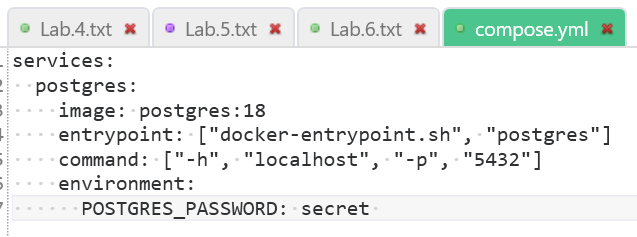 Lab.4.txt Lab.5.txt Lab.6.txt compose.yml
services:
postgres:
image: postgres:18
entrypoint: ["docker-entrypoint.sh", "postgres"]
command: ["-h", "localhost", "-p", "5432"]
environment:
POSTGRES_PASSWORD: secret